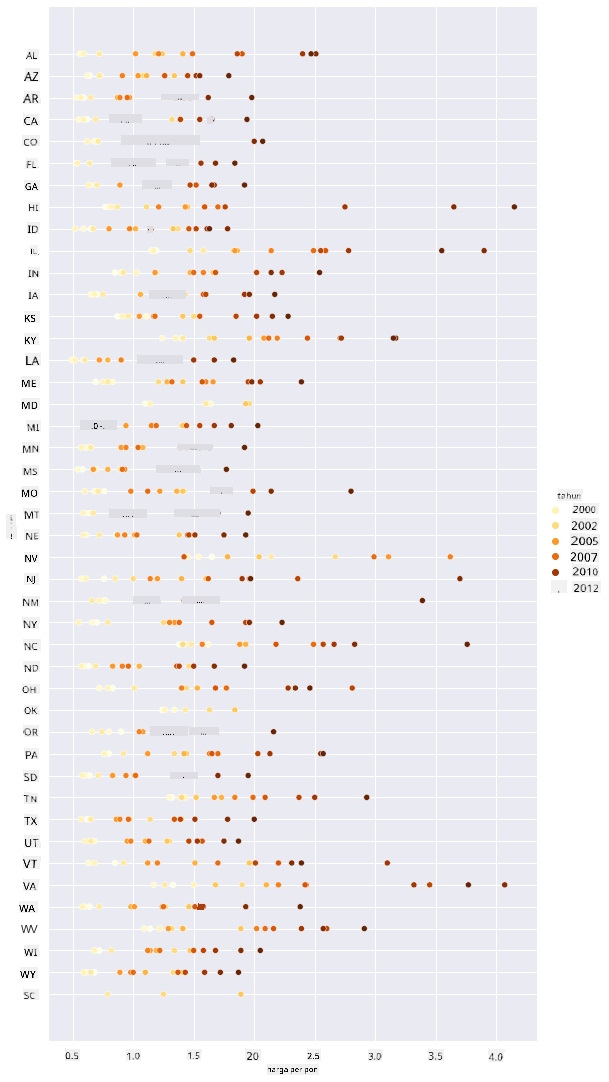 AL
AZ
AR
CA
CO
FL
GA
HI
ID
IL
IN
IA
KS
KY
LA
ME
MD
MI
MN
MS
MO
MT
NE
NV
NJ
NM
NY
NC
ND
OH
OK
OR
PA
SD
TN
TX
UT
VT
VA
WA
WV
WI
WY
SC
0.5 1.0 1.5 20 2.5 3.0 3.5 4.0
harga per pon
tahun
2000
2002
2005
2007
2010
2012